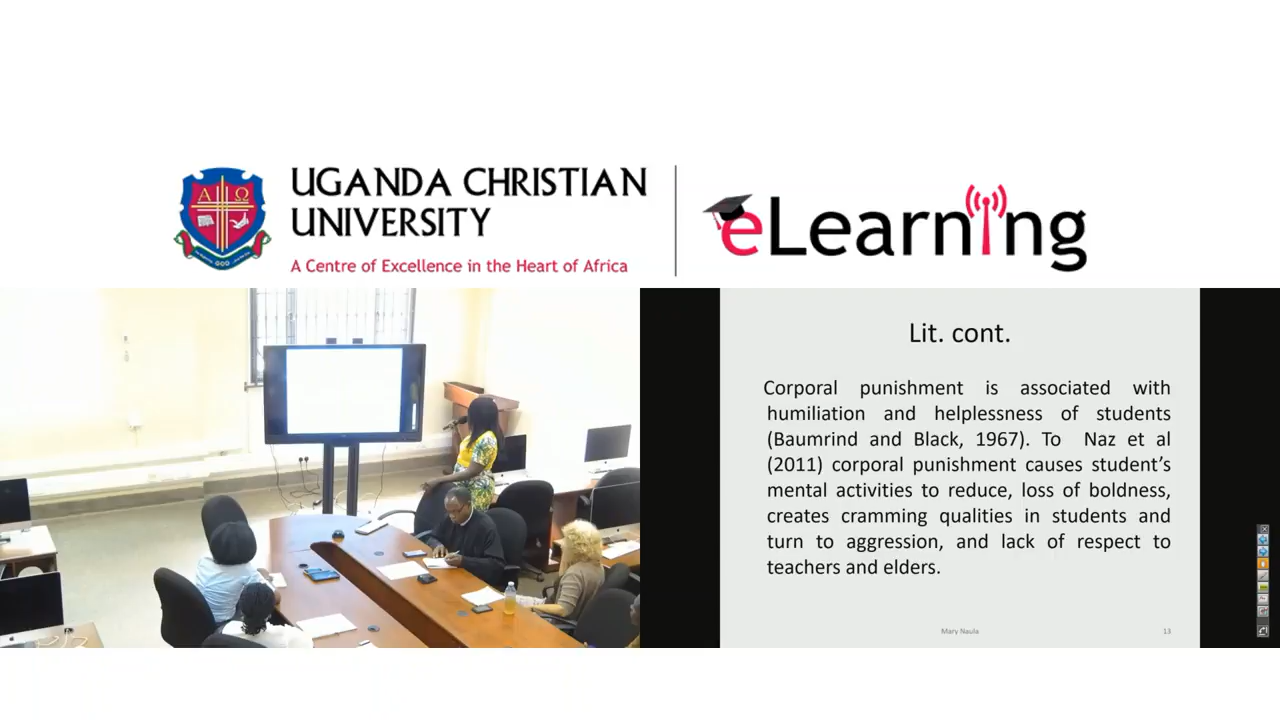 UGANDA CHRISTIAN
UNIVERSITY
A Centre of Excellence in the Heart of Africa
eLearning
Α Ω
Lit. cont.
Corporal punishment is associated with
humiliation and helplessness of students
(Baumrind and Black, 1967). To Naz et al
(2011) corporal punishment causes student’s
mental activities to reduce, loss of boldness,
creates cramming qualities in students and
turn to aggression, and lack of respect to
teachers and elders.
Mary Naula
13